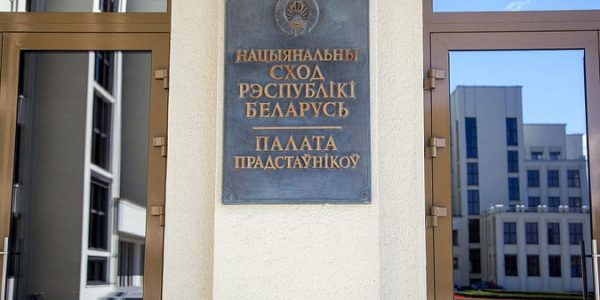 НАЦЫЯНАЛЬНЫ
СХОД
РЭСПУБЛІКІ
БЕЛАРУСЬ
ПАЛАТА
ПРАДСТАЎНІКОЎ